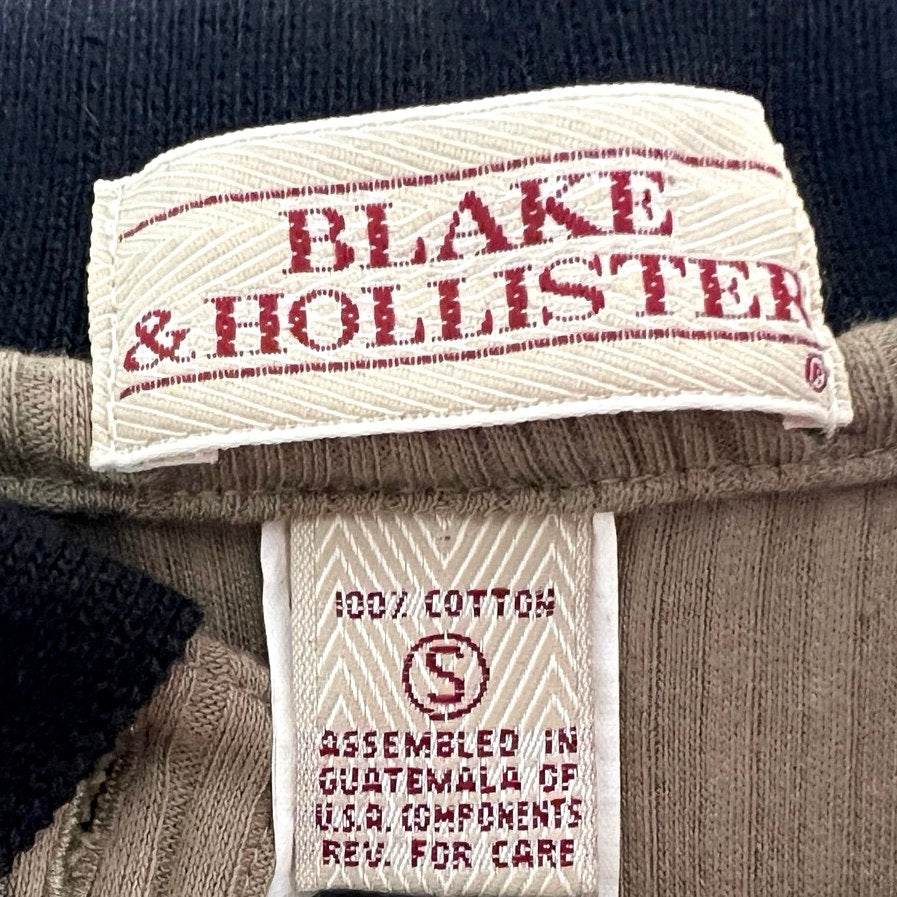 BLAKE
& HOLLISTER
®
100% COTTON
S
ASSEMBLED IN
GUATEMALA OF
U.S.A. COMPONENTS
REV. FOR CARE